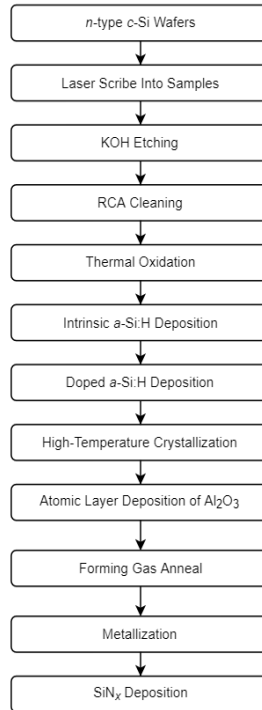 n-type c-Si Wafers
Laser Scribe Into Samples
KOH Etching
RCA Cleaning
Thermal Oxidation
Intrinsic a-Si:H Deposition
Doped a-Si:H Deposition
High-Temperature Crystallization
Atomic Layer Deposition of Al₂O₃
Forming Gas Anneal
Metallization
SiNₓ Deposition